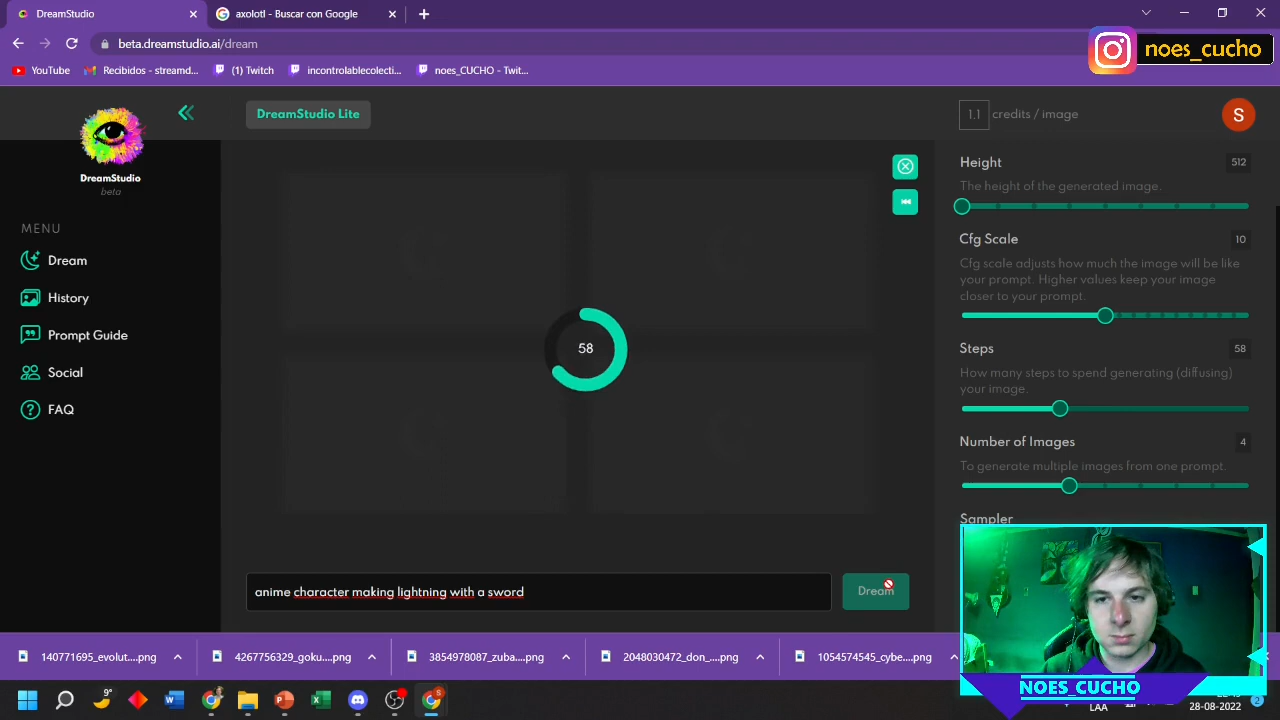 DreamStudio
axolotl - Buscar con Google
beta.dreamstudio.ai/dream
noes_cucho
YouTube
Recibidos - streamd...
(1) Twitch
incontrolablecolecti...
noes_CUCHO - Twit...
DreamStudio Lite
1.1 credits / image
S
DreamStudio
beta
MENU
Dream
History
Prompt Guide
Social
FAQ
58
Height
512
The height of the generated image.
Cfg Scale
10
Cfg scale adjusts how much the image will be like
your prompt. Higher values keep your image
closer to your prompt.
Steps
58
How many steps to spend generating (diffusing)
your image.
Number of Images
4
To generate multiple images from one prompt.
Sampler
anime character making lightning with a sword
Dream
140771695_evolut....png
4267756329_goku....png
3854978087_zuba....png
2048030472_don_....png
1054574545_cybe....png
NOES_CUCHO
9°
LAA
28-08-2022
2